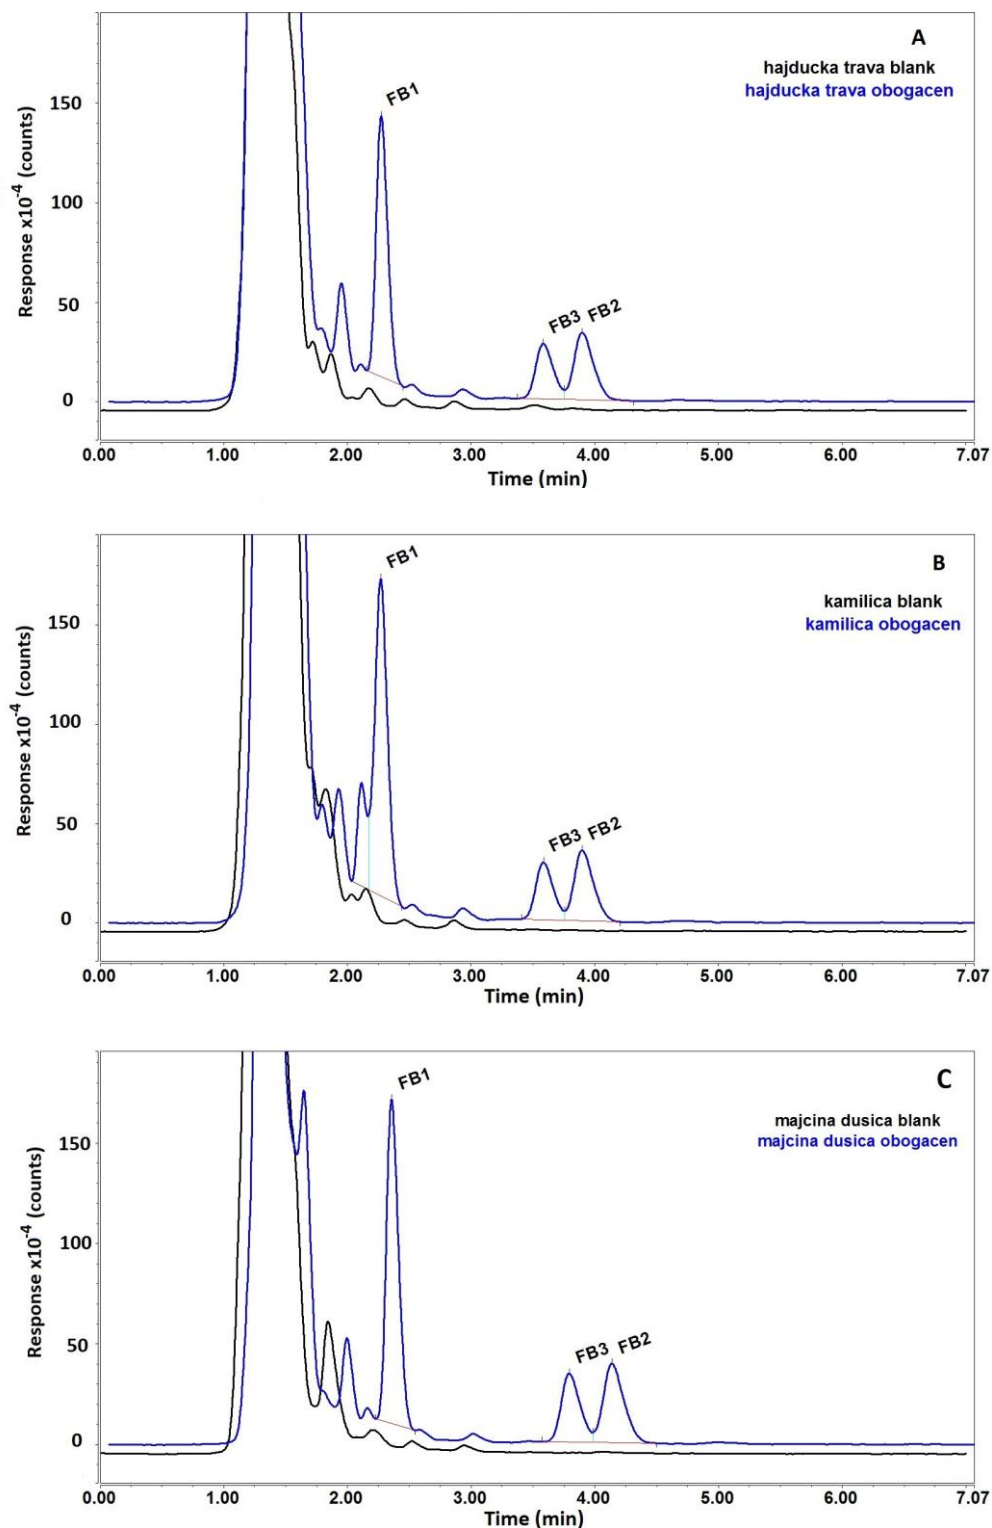 A
hajducka trava blank
hajducka trava obogacen
FB1
FB3 FB2
Response x10-4 (counts)
150
100
50
0
0.00 1.00 2.00 3.00 4.00 5.00 6.00 7.07
Time (min)
B
kamilica blank
kamilica obogacen
FB1
FB3 FB2
Response x10-4 (counts)
150
100
50
0
0.00 1.00 2.00 3.00 4.00 5.00 6.00 7.07
Time (min)
C
majcina dusica blank
majcina dusica obogacen
FB1
FB3 FB2
Response x10-4 (counts)
150
100
50
0
0.00 1.00 2.00 3.00 4.00 5.00 6.00 7.07
Time (min)